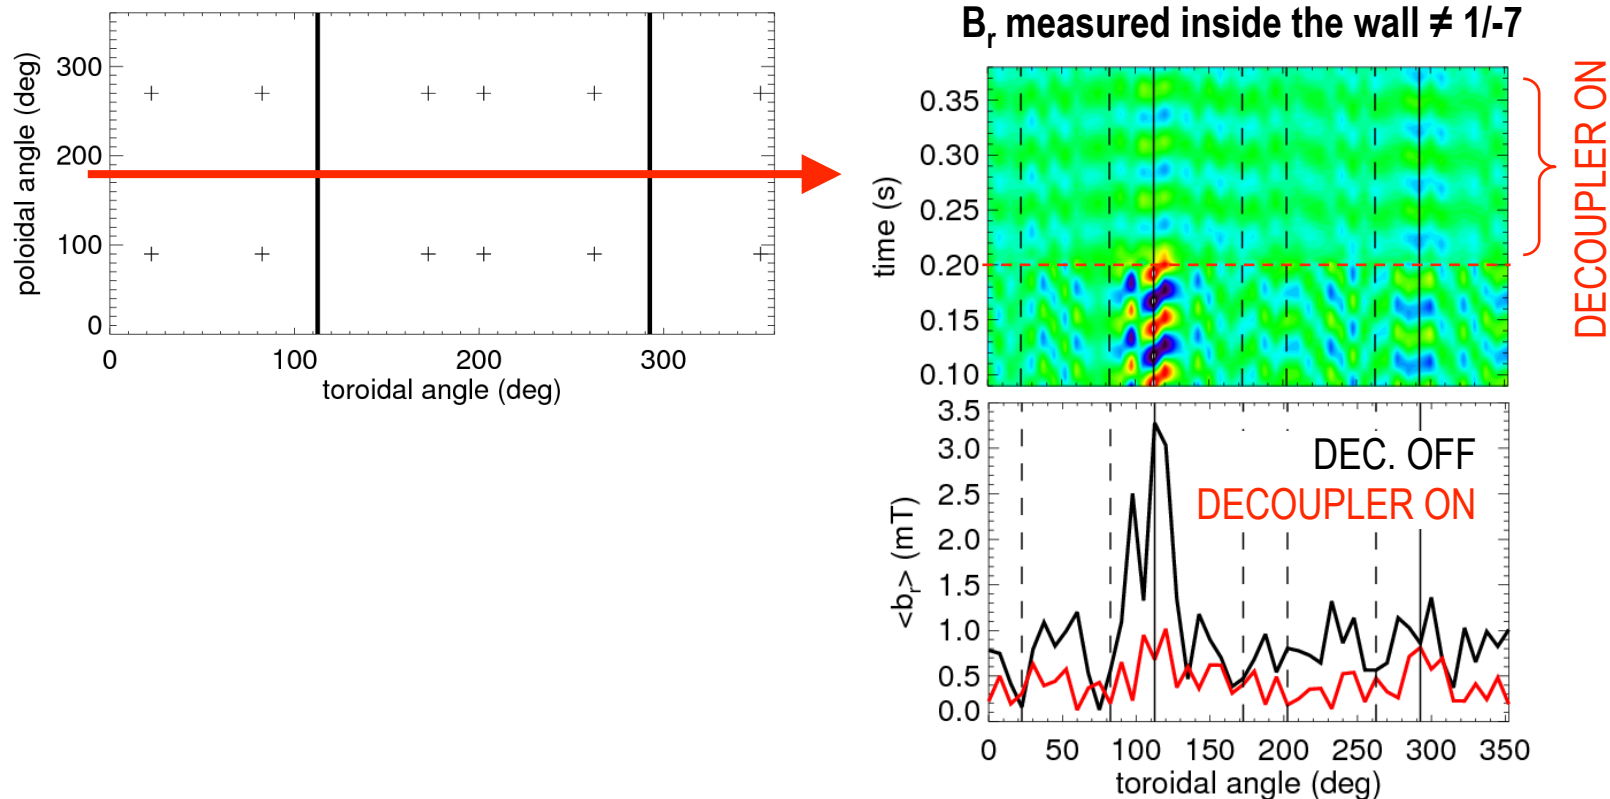 poloidal angle (deg)
300
200
100
0
0 100 200 300
toroidal angle (deg)
Bᵣ measured inside the wall ≠ 1/-7
time (s)
0.35
0.30
0.25
0.20
0.15
0.10
DECOUPLER ON
<bᵣ> (mT)
3.5
3.0
2.5
2.0
1.5
1.0
0.5
0.0
DEC. OFF
DECOUPLER ON
0 50 100 150 200 250 300 350
toroidal angle (deg)